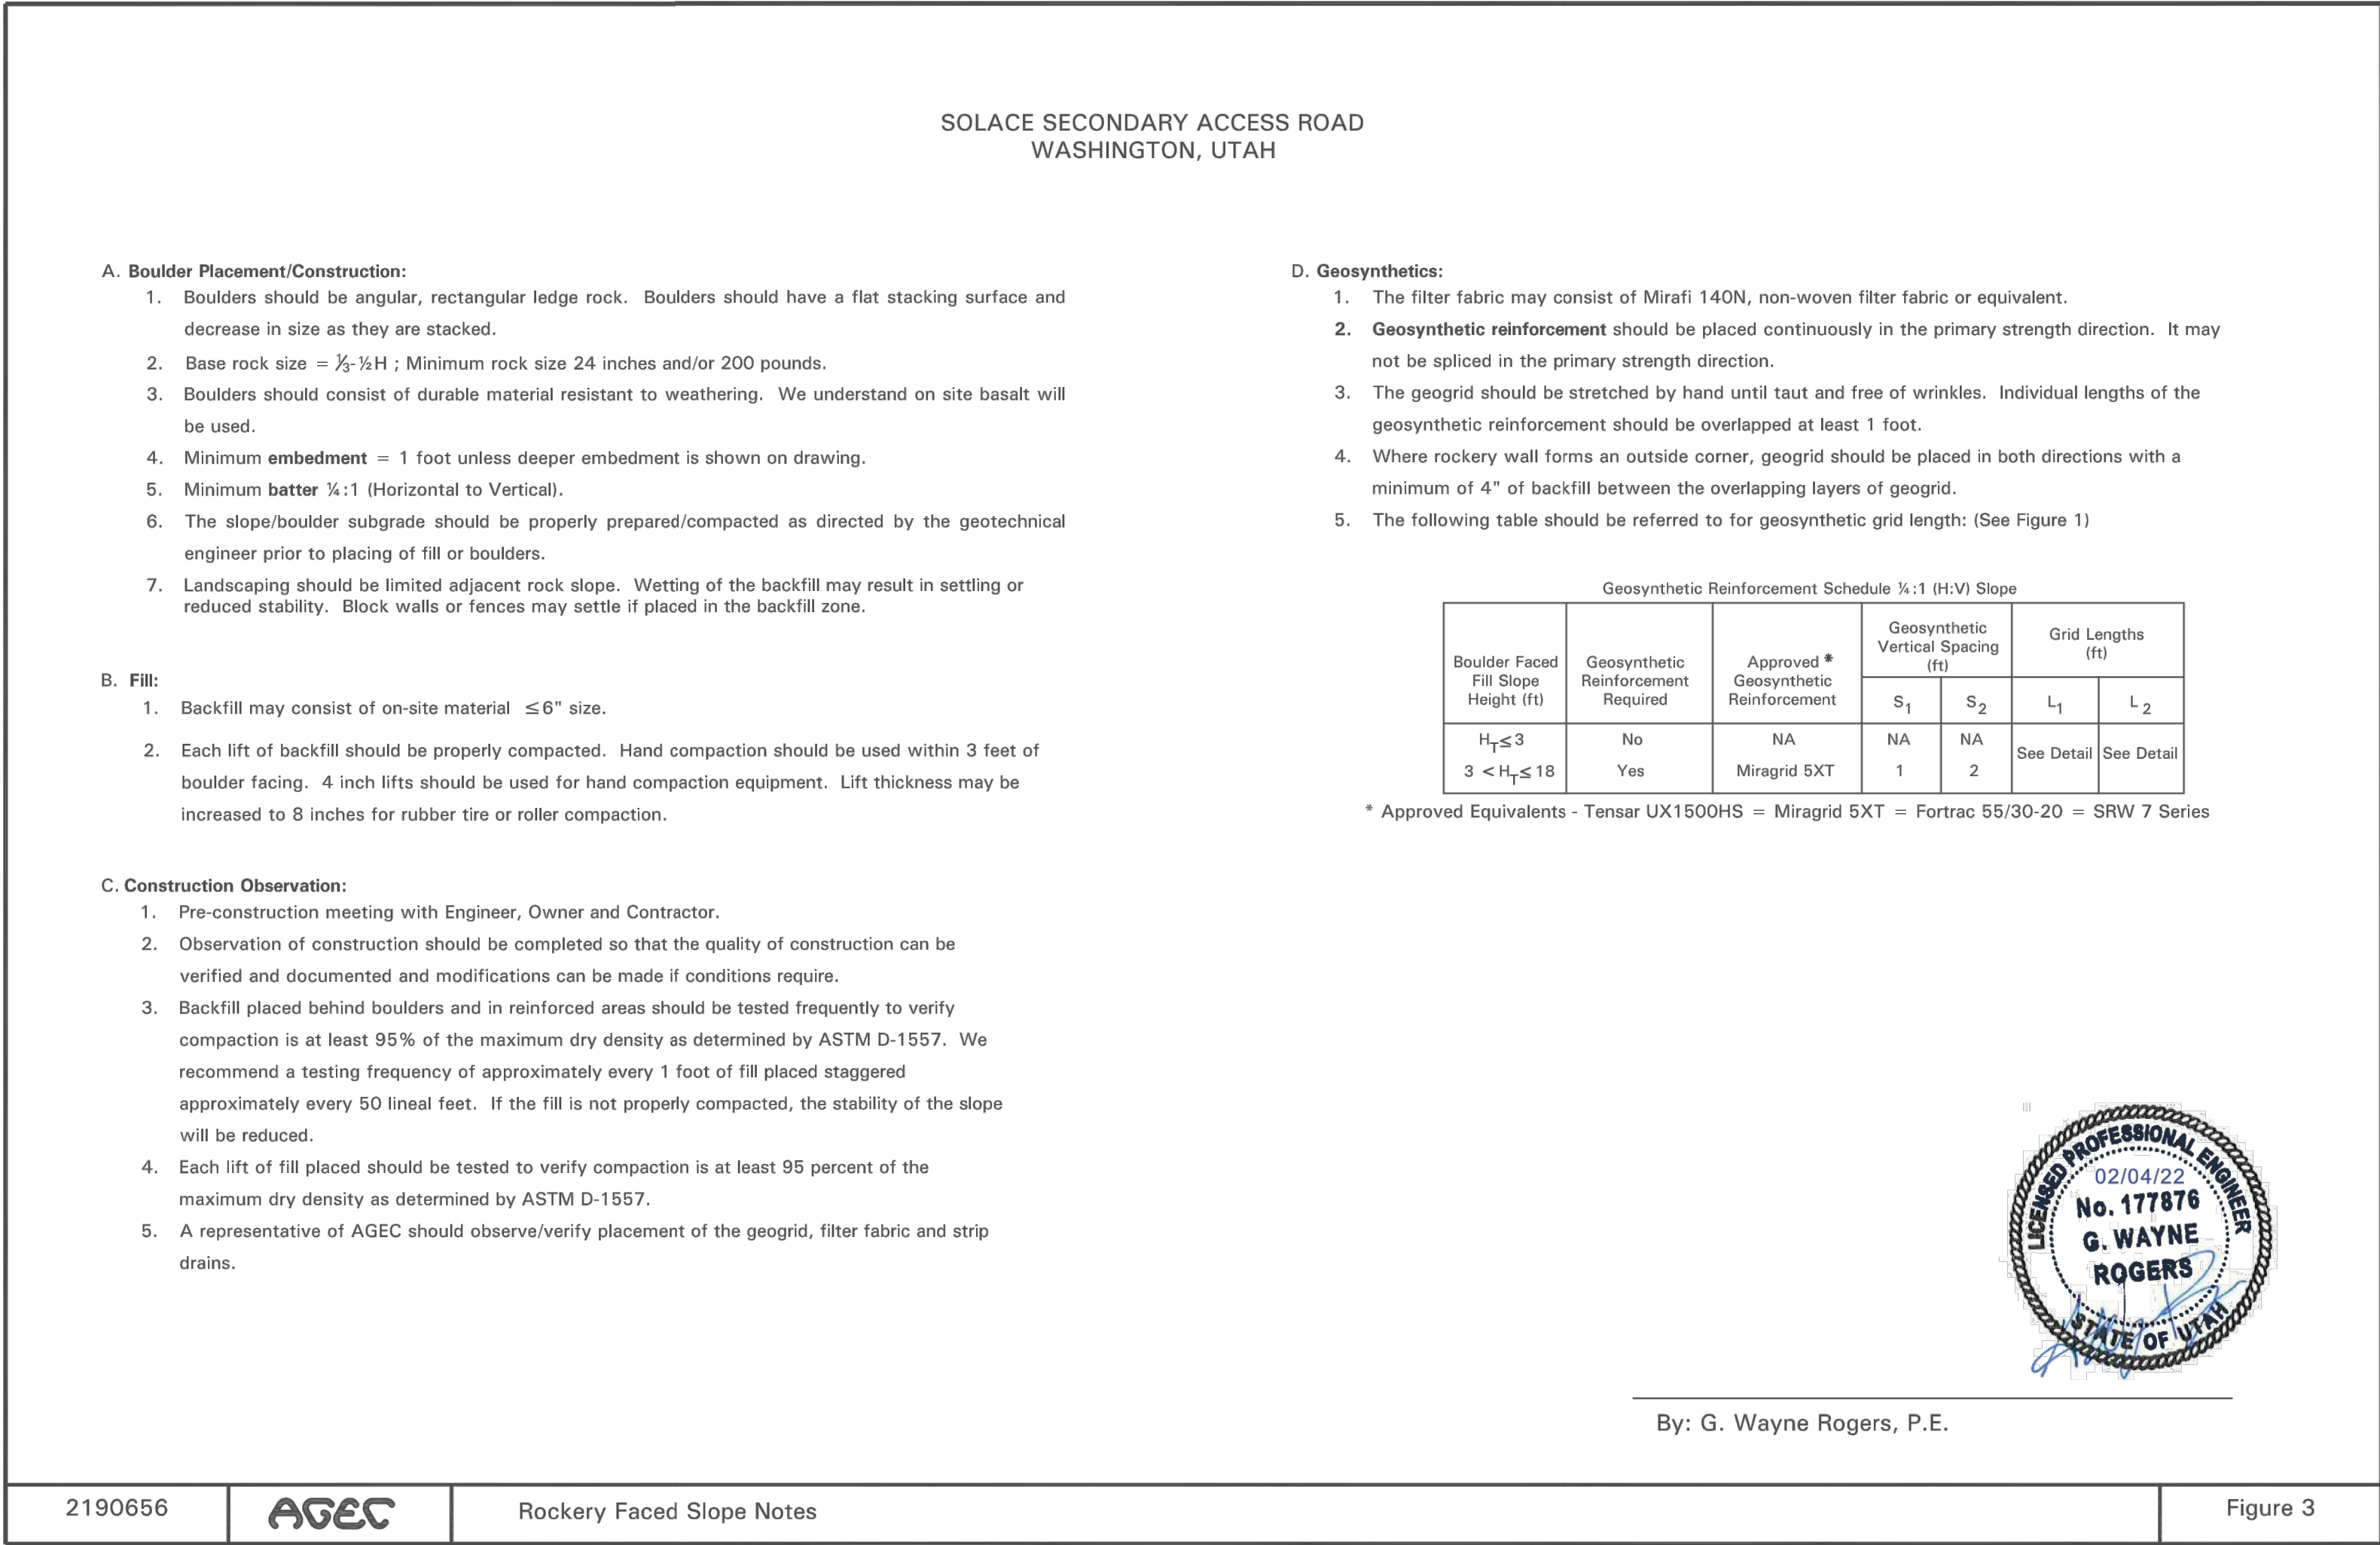 SOLACE SECONDARY ACCESS ROAD
WASHINGTON, UTAH
A. Boulder Placement/Construction:
1. Boulders should be angular, rectangular ledge rock. Boulders should have a flat stacking surface and
decrease in size as they are stacked.
2. Base rock size = ⅓-½H ; Minimum rock size 24 inches and/or 200 pounds.
3. Boulders should consist of durable material resistant to weathering. We understand on site basalt will
be used.
4. Minimum embedment = 1 foot unless deeper embedment is shown on drawing.
5. Minimum batter ¼:1 (Horizontal to Vertical).
6. The slope/boulder subgrade should be properly prepared/compacted as directed by the geotechnical
engineer prior to placing of fill or boulders.
7. Landscaping should be limited adjacent rock slope. Wetting of the backfill may result in settling or
reduced stability. Block walls or fences may settle if placed in the backfill zone.
B. Fill:
1. Backfill may consist of on-site material ≤6" size.
2. Each lift of backfill should be properly compacted. Hand compaction should be used within 3 feet of
boulder facing. 4 inch lifts should be used for hand compaction equipment. Lift thickness may be
increased to 8 inches for rubber tire or roller compaction.
C. Construction Observation:
1. Pre-construction meeting with Engineer, Owner and Contractor.
2. Observation of construction should be completed so that the quality of construction can be
verified and documented and modifications can be made if conditions require.
3. Backfill placed behind boulders and in reinforced areas should be tested frequently to verify
compaction is at least 95% of the maximum dry density as determined by ASTM D-1557. We
recommend a testing frequency of approximately every 1 foot of fill placed staggered
approximately every 50 lineal feet. If the fill is not properly compacted, the stability of the slope
will be reduced.
4. Each lift of fill placed should be tested to verify compaction is at least 95 percent of the
maximum dry density as determined by ASTM D-1557.
5. A representative of AGEC should observe/verify placement of the geogrid, filter fabric and strip
drains.
D. Geosynthetics:
1. The filter fabric may consist of Mirafi 140N, non-woven filter fabric or equivalent.
2. Geosynthetic reinforcement should be placed continuously in the primary strength direction. It may
not be spliced in the primary strength direction.
3. The geogrid should be stretched by hand until taut and free of wrinkles. Individual lengths of the
geosynthetic reinforcement should be overlapped at least 1 foot.
4. Where rockery wall forms an outside corner, geogrid should be placed in both directions with a
minimum of 4" of backfill between the overlapping layers of geogrid.
5. The following table should be referred to for geosynthetic grid length: (See Figure 1)
Geosynthetic Reinforcement Schedule ¼:1 (H:V) Slope
Boulder Faced
Fill Slope
Height (ft)
Geosynthetic
Reinforcement
Required
Approved *
Geosynthetic
Reinforcement
Geosynthetic
Vertical Spacing
(ft)
Grid Lengths
(ft)
S1 S2 L1 L2
HT≤3 No NA NA NA
See Detail See Detail
3 < HT≤ 18 Yes Miragrid 5XT 1 2
* Approved Equivalents - Tensar UX1500HS = Miragrid 5XT = Fortrac 55/30-20 = SRW 7 Series
LICENSED PROFESSIONAL ENGINEER
02/04/22
No. 177876
G. WAYNE
ROGERS
STATE OF UTAH
By: G. Wayne Rogers, P.E.
2190656
AGEC
Rockery Faced Slope Notes
Figure 3